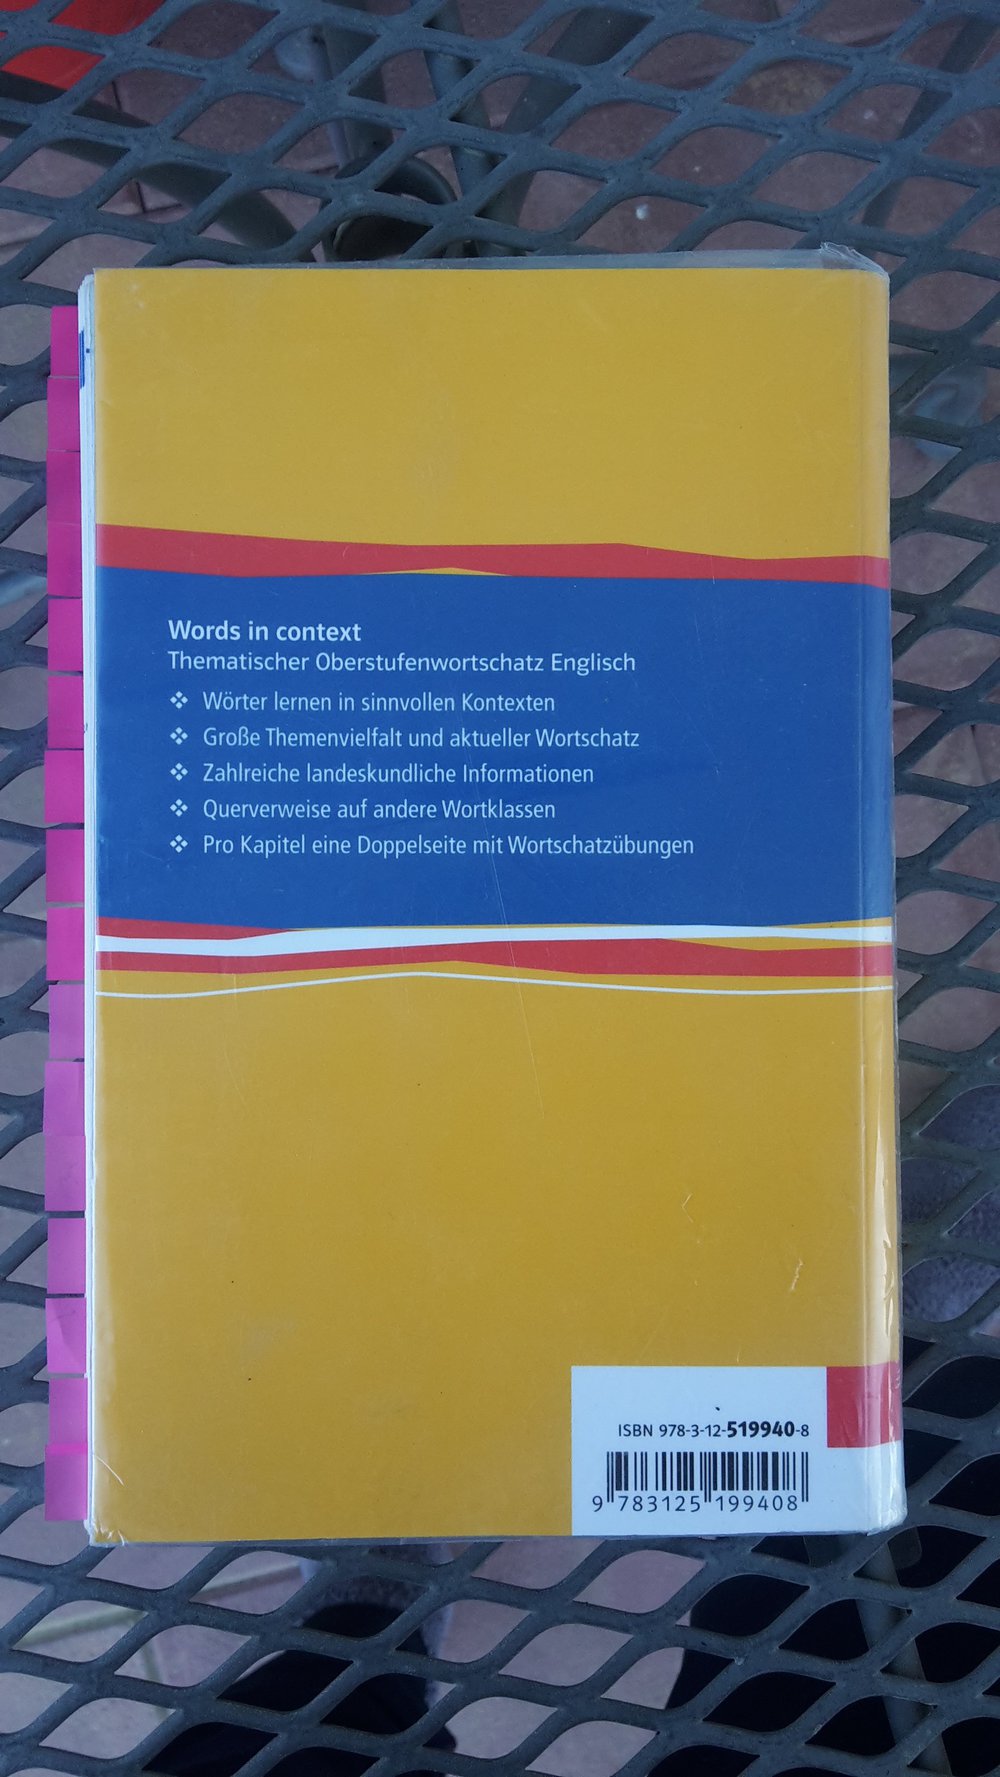 Words in context
Thematischer Oberstufenwortschatz Englisch
❖ Wörter lernen in sinnvollen Kontexten
❖ Große Themenvielfalt und aktueller Wortschatz
❖ Zahlreiche landeskundliche Informationen
❖ Querverweise auf andere Wortklassen
❖ Pro Kapitel eine Doppelseite mit Wortschatzübungen
ISBN 978-3-12-519940-8
9 783125 199408